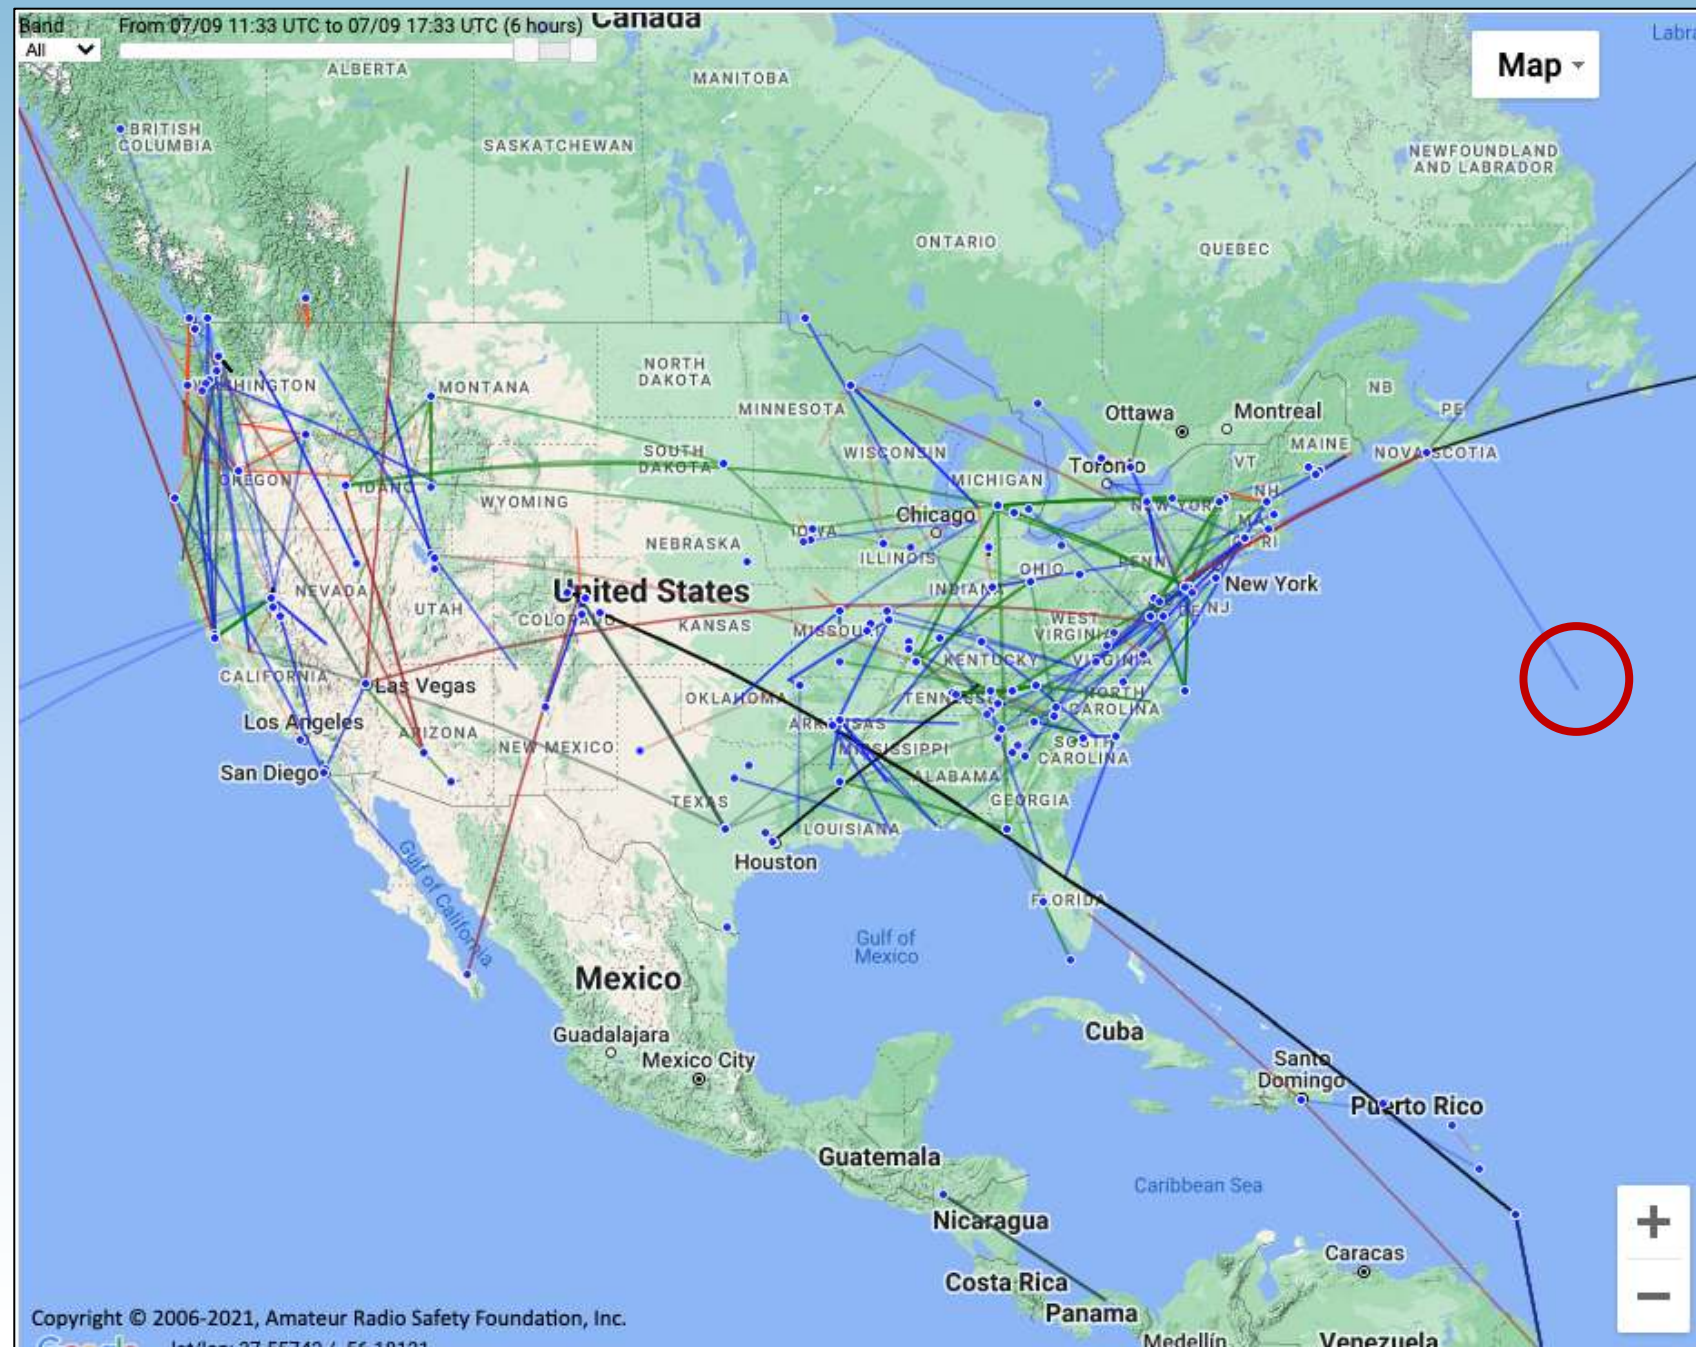 Band
From 07/09 11:33 UTC to 07/09 17:33 UTC (6 hours)
Canada
All
Map
ALBERTA
MANITOBA
BRITISH
COLUMBIA
SASKATCHEWAN
NEWFOUNDLAND
AND LABRADOR
ONTARIO
QUEBEC
NORTH
DAKOTA
WASHINGTON
MONTANA
MINNESOTA
Ottawa
Montreal
NB
PE
MAINE
NOVA SCOTIA
SOUTH
DAKOTA
WISCONSIN
MICHIGAN
Toronto
VT
NH
OREGON
IDAHO
WYOMING
NEW YORK
MA
Chicago
IOWA
CT RI
NEBRASKA
ILLINOIS
INDIANA
OHIO
PENN
New York
NEVADA
United States
UTAH
COLORADO
KANSAS
MISSOURI
WEST
VIRGINIA
DE NJ
CALIFORNIA
Las Vegas
KENTUCKY
VIRGINIA
OKLAHOMA
TENNESSEE
NORTH
CAROLINA
Los Angeles
ARIZONA
NEW MEXICO
ARKANSAS
MISSISSIPPI
SOUTH
CAROLINA
San Diego
ALABAMA
TEXAS
GEORGIA
LOUISIANA
Houston
Gulf of California
FLORIDA
Gulf of
Mexico
Mexico
Guadalajara
Mexico City
Cuba
Santo
Domingo
Puerto Rico
Guatemala
Caribbean Sea
Nicaragua
Caracas
Costa Rica
Panama
Medellín
Venezuela
Copyright © 2006-2021, Amateur Radio Safety Foundation, Inc.